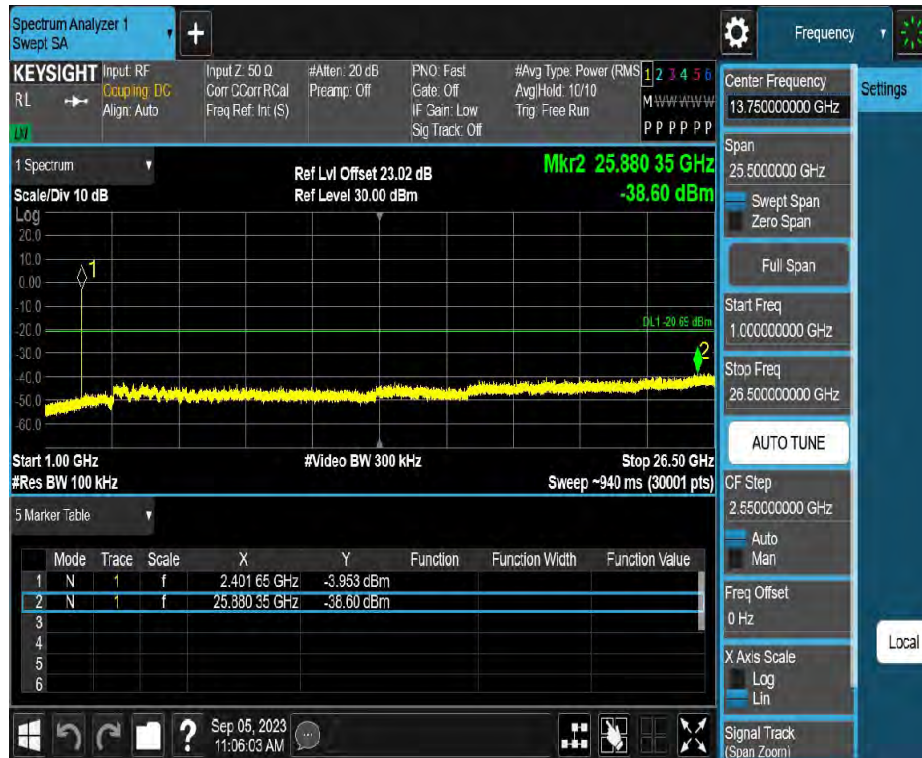 Spectrum Analyzer 1
Swept SA
+
Frequency
KEYSIGHT
Input: RF
Input Z: 50 Ω
#Atten: 20 dB
PNO: Fast
#Avg Type: Power (RMS
1 2 3 4 5 6
RL
Coupling: DC
Corr CCorr RCal
Preamp: Off
Gate: Off
Avg|Hold: 10/10
M W W W W W
Align: Auto
Freq Ref: Int (S)
IF Gain: Low
Trig: Free Run
LXI
Sig Track: Off
P P P P P P
1 Spectrum
Ref Lvl Offset 23.02 dB
Mkr2 25.880 35 GHz
Scale/Div 10 dB
Ref Level 30.00 dBm
-38.60 dBm
Log
20.0
10.0
0.00
-10.0
-20.0
-30.0
-40.0
-50.0
-60.0
1
DL1 -20.65 dBm
2
Start 1.00 GHz
#Video BW 300 kHz
Stop 26.50 GHz
#Res BW 100 kHz
Sweep ~940 ms (30001 pts)
5 Marker Table
Mode Trace Scale X Y Function Function Width Function Value
1 N 1 f 2.401 65 GHz -3.953 dBm
2 N 1 f 25.880 35 GHz -38.60 dBm
3
4
5
6
?
Sep 05, 2023
11:06:03 AM
Center Frequency
13.750000000 GHz
Settings
Span
25.5000000 GHz
Swept Span
Zero Span
Full Span
Start Freq
1.000000000 GHz
Stop Freq
26.500000000 GHz
AUTO TUNE
CF Step
2.550000000 GHz
Auto
Man
Freq Offset
0 Hz
Local
X Axis Scale
Log
Lin
Signal Track
(Span Zoom)